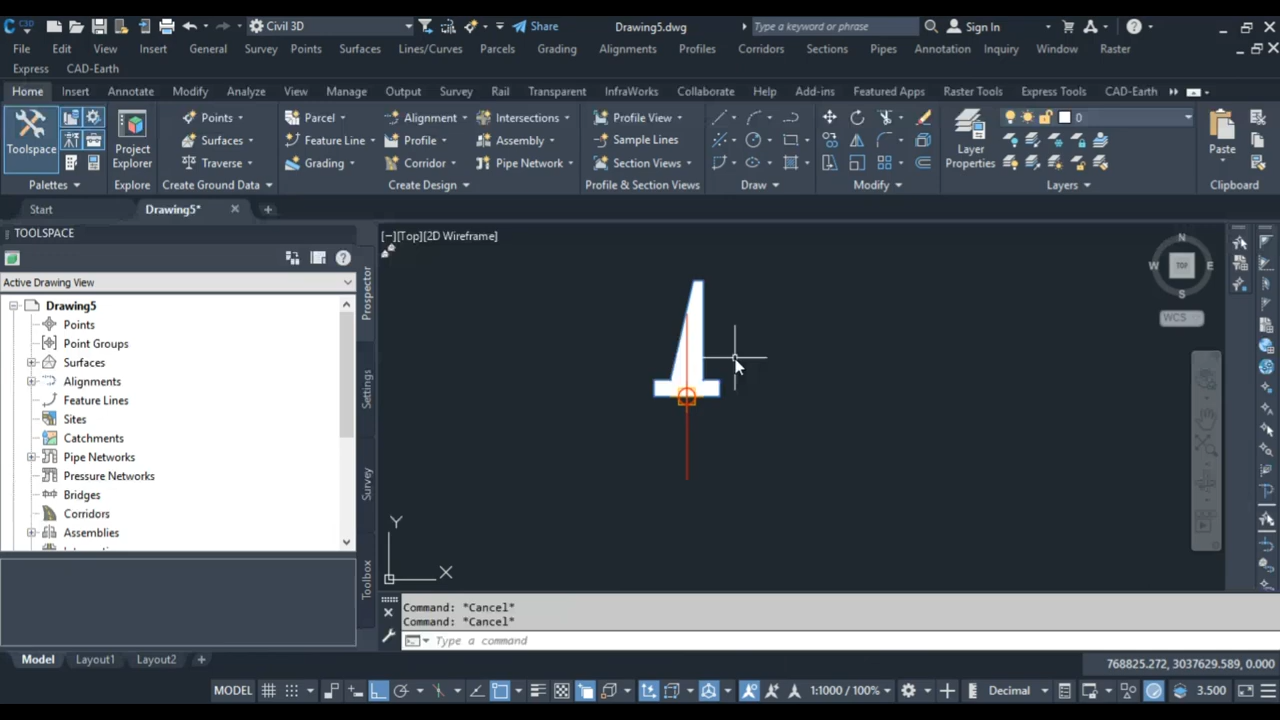 C3D Civil 3D Share Drawing5.dwg Type a keyword or phrase Sign In
File Edit View Insert General Survey Points Surfaces Lines/Curves Parcels Grading Alignments Profiles Corridors Sections Pipes Annotation Inquiry Window Raster
Express CAD-Earth
Home Insert Annotate Modify Analyze View Manage Output Survey Rail Transparent InfraWorks Collaborate Help Add-ins Featured Apps Raster Tools Express Tools CAD-Earth
Points Parcel Alignment Intersections Profile View 0
Toolspace Project Explorer Surfaces Feature Line Profile Assembly Sample Lines Layer Properties Paste
Traverse Grading Corridor Pipe Network Section Views
Palettes Explore Create Ground Data Create Design Profile & Section Views Draw Modify Layers Clipboard
Start Drawing5*
TOOLSPACE
[−][Top][2D Wireframe]
Active Drawing View
Drawing5
Points
Point Groups
Surfaces
Alignments
Feature Lines
Sites
Catchments
Pipe Networks
Pressure Networks
Bridges
Corridors
Assemblies
Prospector
Settings
Survey
Toolbox
N
W TOP E
S
WCS
Y
X
Command: *Cancel*
Command: *Cancel*
Type a command
Model Layout1 Layout2
768825.272, 3037629.589, 0.000
MODEL 1:1000 / 100% Decimal 3.500